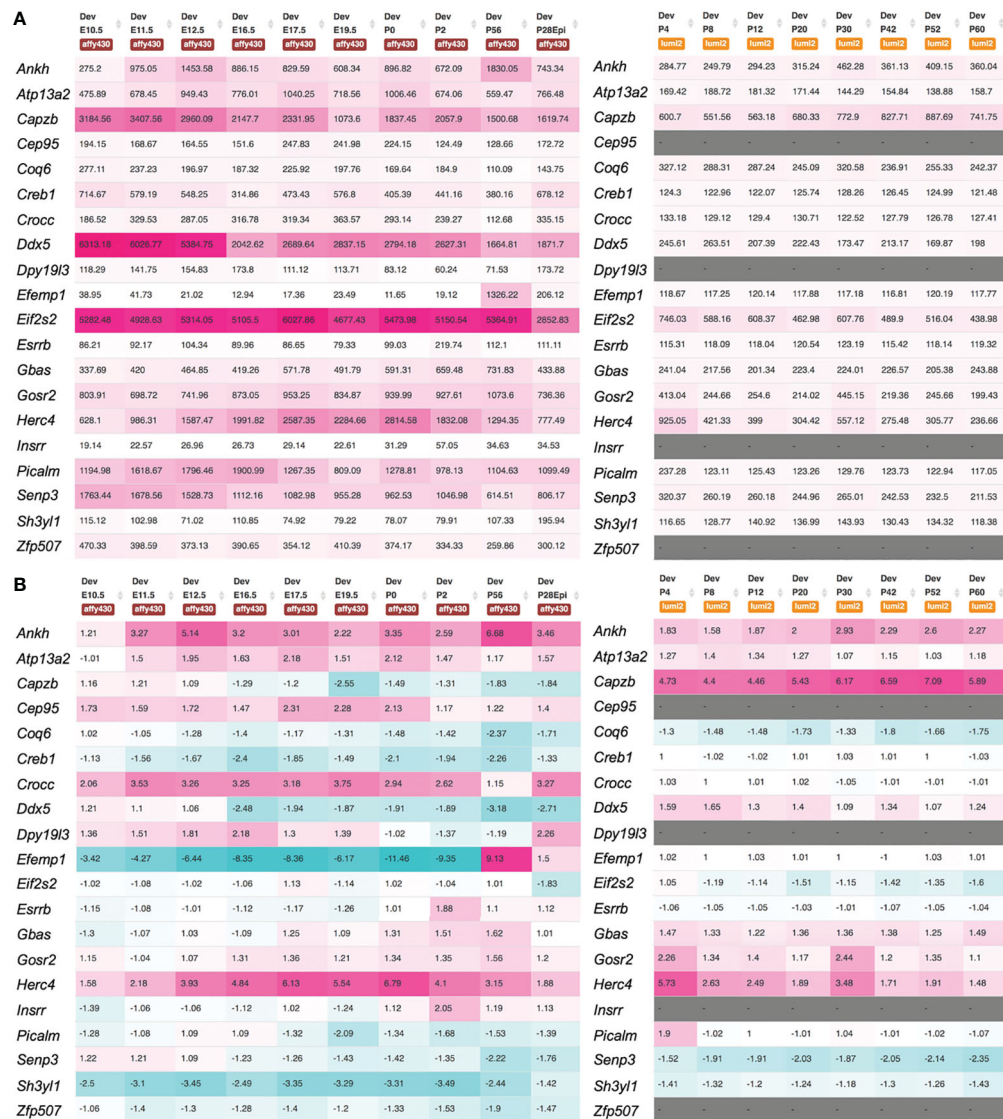 A
Dev Dev Dev Dev Dev Dev Dev Dev Dev Dev
E10.5 E11.5 E12.5 E16.5 E17.5 E19.5 P0 P2 P56 P28Epi
affy430 affy430 affy430 affy430 affy430 affy430 affy430 affy430 affy430 affy430
Ankh 275.2 975.05 1453.58 886.15 829.59 608.34 896.82 672.09 1830.05 743.34
Atp13a2 475.89 678.45 949.43 776.01 1040.25 718.56 1006.46 674.06 559.47 766.48
Capzb 3184.56 3407.56 2960.09 2147.7 2331.95 1073.6 1837.45 2057.9 1500.68 1619.74
Cep95 194.15 168.67 164.55 151.6 247.83 241.98 224.15 124.49 128.66 172.72
Coq6 277.11 237.23 196.97 187.32 225.92 197.76 169.64 184.9 110.09 143.75
Creb1 714.67 579.19 548.25 314.86 473.43 576.8 405.39 441.16 380.16 678.12
Crocc 186.52 329.53 287.05 316.78 319.34 363.57 293.14 239.27 112.68 335.15
Ddx5 6313.18 6026.77 5384.75 2042.62 2689.64 2837.15 2794.18 2627.31 1664.81 1871.7
Dpy19l3 118.29 141.75 154.83 173.8 111.12 113.71 83.12 60.24 71.53 173.72
Efemp1 38.95 41.73 21.02 12.94 17.36 23.49 11.65 19.12 1326.22 206.12
Eif2s2 5282.48 4928.63 5314.05 5105.5 6027.86 4677.43 5473.98 5150.54 5364.91 2852.83
Esrrb 86.21 92.17 104.34 89.96 86.65 79.33 99.03 219.74 112.1 111.11
Gbas 337.69 420 464.85 419.26 571.78 491.79 591.31 659.48 731.83 433.88
Gosr2 803.91 698.72 741.96 873.05 953.25 834.87 939.99 927.61 1073.6 736.36
Herc4 628.1 986.31 1587.47 1991.82 2587.35 2284.66 2814.58 1832.08 1294.35 777.49
Insrr 19.14 22.57 26.96 26.73 29.14 22.61 31.29 57.05 34.63 34.53
Picalm 1194.98 1618.67 1796.46 1900.99 1267.35 809.09 1278.81 978.13 1104.63 1099.49
Senp3 1763.44 1678.56 1528.73 1112.16 1082.98 955.28 962.53 1046.98 614.51 806.17
Sh3yl1 115.12 102.98 71.02 110.85 74.92 79.22 78.07 79.91 107.33 195.94
Zfp507 470.33 398.59 373.13 390.65 354.12 410.39 374.17 334.33 259.86 300.12
Dev Dev Dev Dev Dev Dev Dev Dev
P4 P8 P12 P20 P30 P42 P52 P60
lumi2 lumi2 lumi2 lumi2 lumi2 lumi2 lumi2 lumi2
Ankh 284.77 249.79 294.23 315.24 462.28 361.13 409.15 360.04
Atp13a2 169.42 188.72 181.32 171.44 144.29 154.84 138.88 158.7
Capzb 600.7 551.56 563.18 680.33 772.9 827.71 887.69 741.75
Cep95 - - - - - - - -
Coq6 327.12 288.31 287.24 245.09 320.58 236.91 255.33 242.37
Creb1 124.3 122.96 122.07 125.74 128.26 126.45 124.99 121.48
Crocc 133.18 129.12 129.4 130.71 122.52 127.79 126.78 127.41
Ddx5 245.61 263.51 207.39 222.43 173.47 213.17 169.87 198
Dpy19l3 - - - - - - - -
Efemp1 118.67 117.25 120.14 117.88 117.18 116.81 120.19 117.77
Eif2s2 746.03 588.16 608.37 462.98 607.76 489.9 516.04 438.98
Esrrb 115.31 118.09 118.04 120.54 123.19 115.42 118.14 119.32
Gbas 241.04 217.56 201.34 223.4 224.01 226.57 205.38 243.88
Gosr2 413.04 244.66 254.6 214.02 445.15 219.36 245.66 199.43
Herc4 925.05 421.33 399 304.42 557.12 275.48 305.77 236.66
Insrr - - - - - - - -
Picalm 237.28 123.11 125.43 123.26 129.76 123.73 122.94 117.05
Senp3 320.37 260.19 260.18 244.96 265.01 242.53 232.5 211.53
Sh3yl1 116.65 128.77 140.92 136.99 143.93 130.43 134.32 118.38
Zfp507 - - - - - - - -
B
Dev Dev Dev Dev Dev Dev Dev Dev Dev Dev
E10.5 E11.5 E12.5 E16.5 E17.5 E19.5 P0 P2 P56 P28Epi
affy430 affy430 affy430 affy430 affy430 affy430 affy430 affy430 affy430 affy430
Ankh 1.21 3.27 5.14 3.2 3.01 2.22 3.35 2.59 6.68 3.46
Atp13a2 -1.01 1.5 1.95 1.63 2.18 1.51 2.12 1.47 1.17 1.57
Capzb 1.16 1.21 1.09 -1.29 -1.2 -2.55 -1.49 -1.31 -1.83 -1.84
Cep95 1.73 1.59 1.72 1.47 2.31 2.28 2.13 1.17 1.22 1.4
Coq6 1.02 -1.05 -1.28 -1.4 -1.17 -1.31 -1.48 -1.42 -2.37 -1.71
Creb1 -1.13 -1.56 -1.67 -2.4 -1.85 -1.49 -2.1 -1.94 -2.26 -1.33
Crocc 2.06 3.53 3.26 3.25 3.18 3.75 2.94 2.62 1.15 3.27
Ddx5 1.21 1.1 1.06 -2.48 -1.94 -1.87 -1.91 -1.89 -3.18 -2.71
Dpy19l3 1.36 1.51 1.81 2.18 1.3 1.39 -1.02 -1.37 -1.19 2.26
Efemp1 -3.42 -4.27 -6.44 -8.35 -8.36 -6.17 -11.46 -9.35 9.13 1.5
Eif2s2 -1.02 -1.08 -1.02 -1.06 1.13 -1.14 1.02 -1.04 1.01 -1.83
Esrrb -1.15 -1.08 -1.01 -1.12 -1.17 -1.26 1.01 1.88 1.1 1.12
Gbas -1.3 -1.07 1.03 -1.09 1.25 1.09 1.31 1.51 1.62 1.01
Gosr2 1.15 -1.04 1.07 1.31 1.36 1.21 1.34 1.35 1.56 1.2
Herc4 1.58 2.18 3.93 4.84 6.13 5.54 6.79 4.1 3.15 1.88
Insrr -1.39 -1.06 -1.06 -1.12 1.02 -1.14 1.12 2.05 1.19 1.13
Picalm -1.28 -1.08 1.09 1.09 -1.32 -2.09 -1.34 -1.68 -1.53 -1.39
Senp3 1.22 1.21 1.09 -1.23 -1.26 -1.43 -1.42 -1.35 -2.22 -1.76
Sh3yl1 -2.5 -3.1 -3.45 -2.49 -3.35 -3.29 -3.31 -3.49 -2.44 -1.42
Zfp507 -1.06 -1.4 -1.3 -1.28 -1.4 -1.2 -1.33 -1.53 -1.9 -1.47
Dev Dev Dev Dev Dev Dev Dev Dev
P4 P8 P12 P20 P30 P42 P52 P60
lumi2 lumi2 lumi2 lumi2 lumi2 lumi2 lumi2 lumi2
Ankh 1.83 1.58 1.87 2 2.93 2.29 2.6 2.27
Atp13a2 1.27 1.4 1.34 1.27 1.07 1.15 1.03 1.18
Capzb 4.73 4.4 4.46 5.43 6.17 6.59 7.09 5.89
Cep95 - - - - - - - -
Coq6 -1.3 -1.48 -1.48 -1.73 -1.33 -1.8 -1.66 -1.75
Creb1 1 -1.02 -1.02 1.01 1.03 1.01 1 -1.03
Crocc 1.03 1 1.01 1.02 -1.05 -1.01 -1.01 -1.01
Ddx5 1.59 1.65 1.3 1.4 1.09 1.34 1.07 1.24
Dpy19l3 - - - - - - - -
Efemp1 1.02 1 1.03 1.01 1 -1 1.03 1.01
Eif2s2 1.05 -1.19 -1.14 -1.51 -1.15 -1.42 -1.35 -1.6
Esrrb -1.06 -1.05 -1.05 -1.03 -1.01 -1.07 -1.05 -1.04
Gbas 1.47 1.33 1.22 1.36 1.36 1.38 1.25 1.49
Gosr2 2.26 1.34 1.4 1.17 2.44 1.2 1.35 1.1
Herc4 5.73 2.63 2.49 1.89 3.48 1.71 1.91 1.48
Insrr - - - - - - - -
Picalm 1.9 -1.02 1 -1.01 1.04 -1.01 -1.02 -1.07
Senp3 -1.52 -1.91 -1.91 -2.03 -1.87 -2.05 -2.14 -2.35
Sh3yl1 -1.41 -1.32 -1.2 -1.24 -1.18 -1.3 -1.26 -1.43
Zfp507 - - - - - - - -